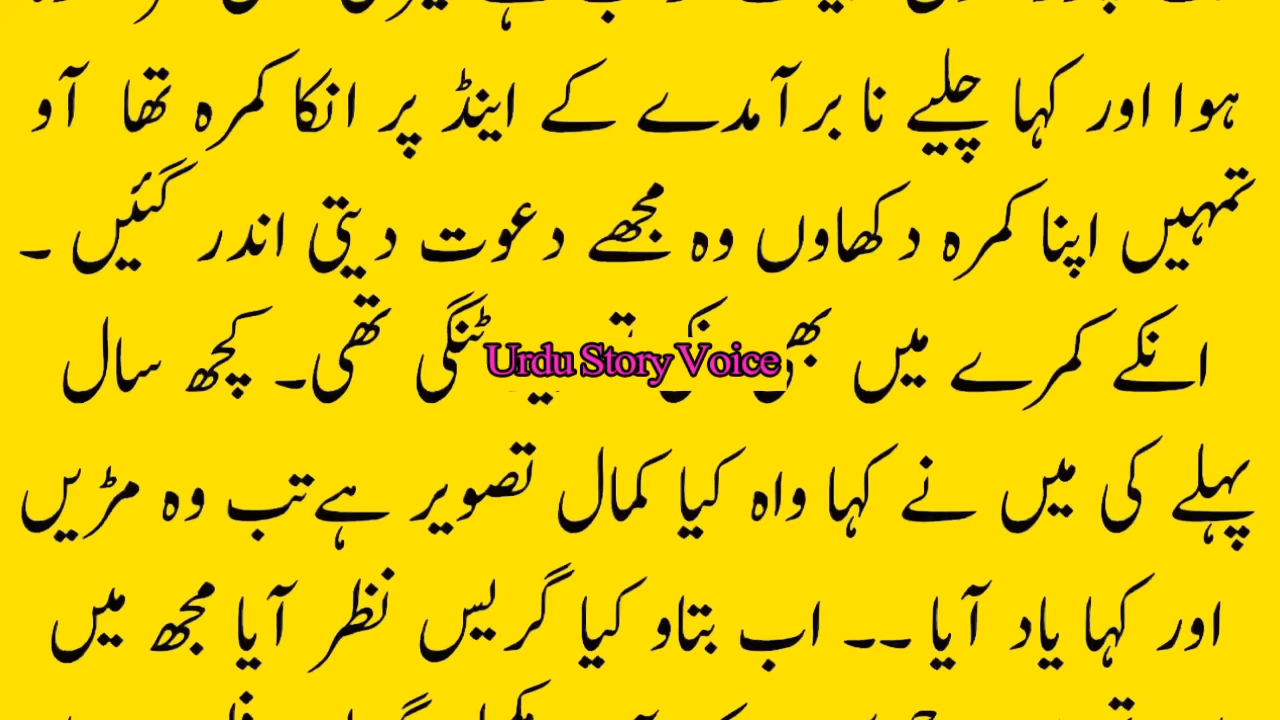 ہوا اور کہا چلیے نا برآمدے کے اینڈ پر انکا کمرہ تھا آو
تمہیں اپنا کمرہ دکھاوں وہ مجھے دعوت دیتی اندر گئیں ۔
انکے کمرے میں بھی ٹنگی تھی۔ کچھ سال
Urdu Story Voice
پہلے کی میں نے کہا واہ کیا کمال تصویر ہےتب وہ مڑیں
اور کہا یاد آیا ۔۔ اب بتاو کیا گریس نظر آیا مجھ میں